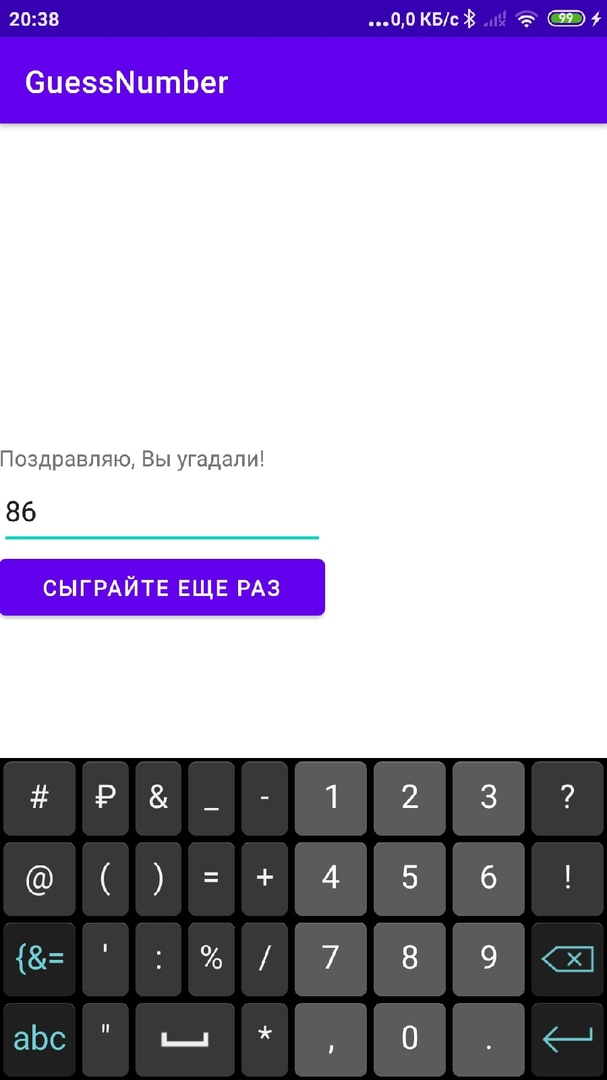 20:38 ...0,0 КБ/с 99
GuessNumber
Поздравляю, Вы угадали!
86
СЫГРАЙТЕ ЕЩЕ РАЗ
# ₽ & _ - 1 2 3 ?
@ ( ) = + 4 5 6 !
{&= ' : % / 7 8 9
abc " * , 0 .